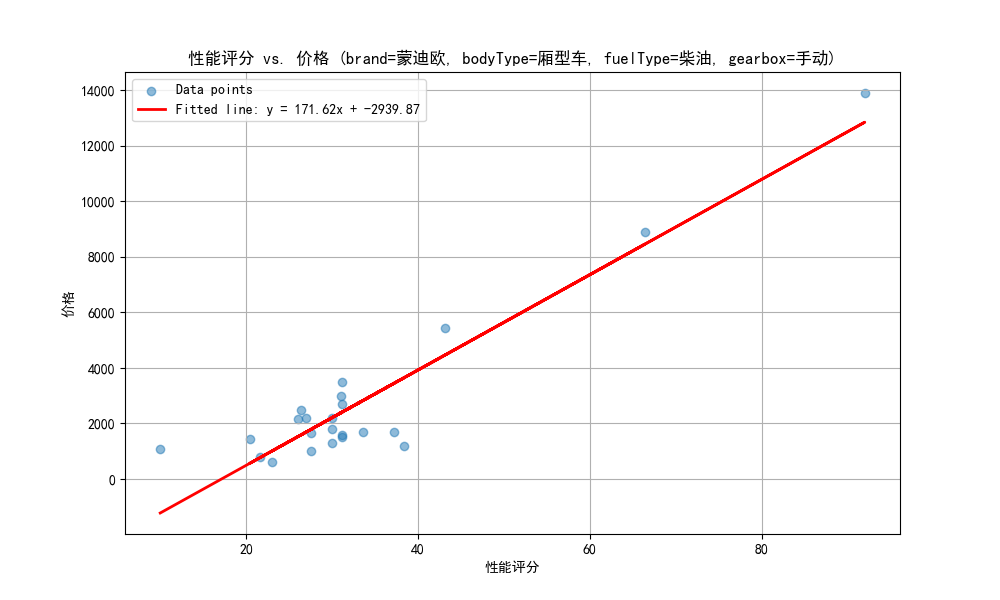 性能评分 vs. 价格 (brand=蒙迪欧, bodyType=厢型车, fuelType=柴油, gearbox=手动)
Data points
Fitted line: y = 171.62x + -2939.87
14000
12000
10000
8000
6000
4000
2000
0
价格
20
40
60
80
性能评分